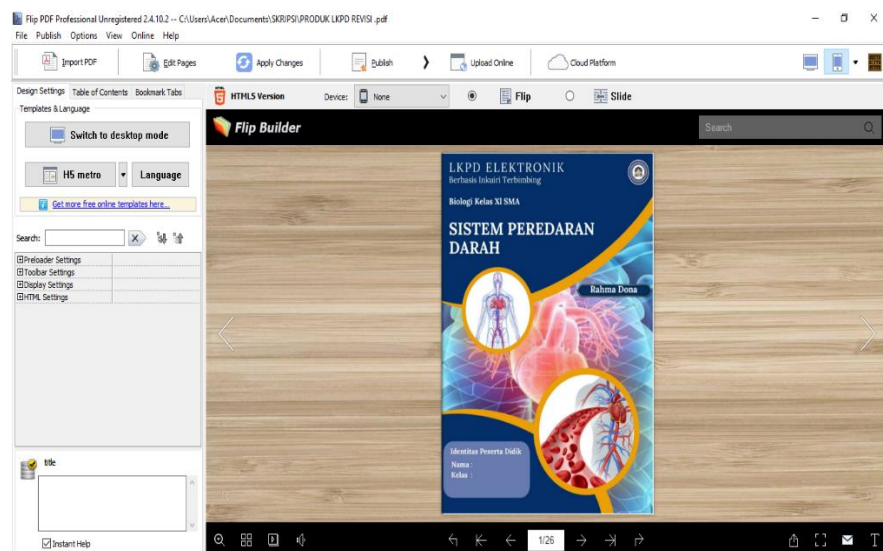 Flip PDF Professional Unregistered 2.4.10.2 -- C:\Users\Acer\Documents\SKRIPSI\PRODUK LKPD REVISI .pdf
File Publish Options View Online Help
Import PDF Edit Pages Apply Changes Publish Upload Online Cloud Platform
Design Settings Table of Contents Bookmark Tabs
HTML5 Version Device: None Flip Slide
Templates & Language
Switch to desktop mode
H5 metro Language
Get more free online templates here...
Search:
Preloader Settings
Toolbar Settings
Display Settings
HTML Settings
title
Instant Help
Flip Builder Search
LKPD ELEKTRONIK
Berbasis Inkuiri Terbimbing
Biologi Kelas XI SMA
SISTEM PEREDARAN
DARAH
Rahma Dona
Identitas Peserta Didik
Nama :
Kelas :
1/26